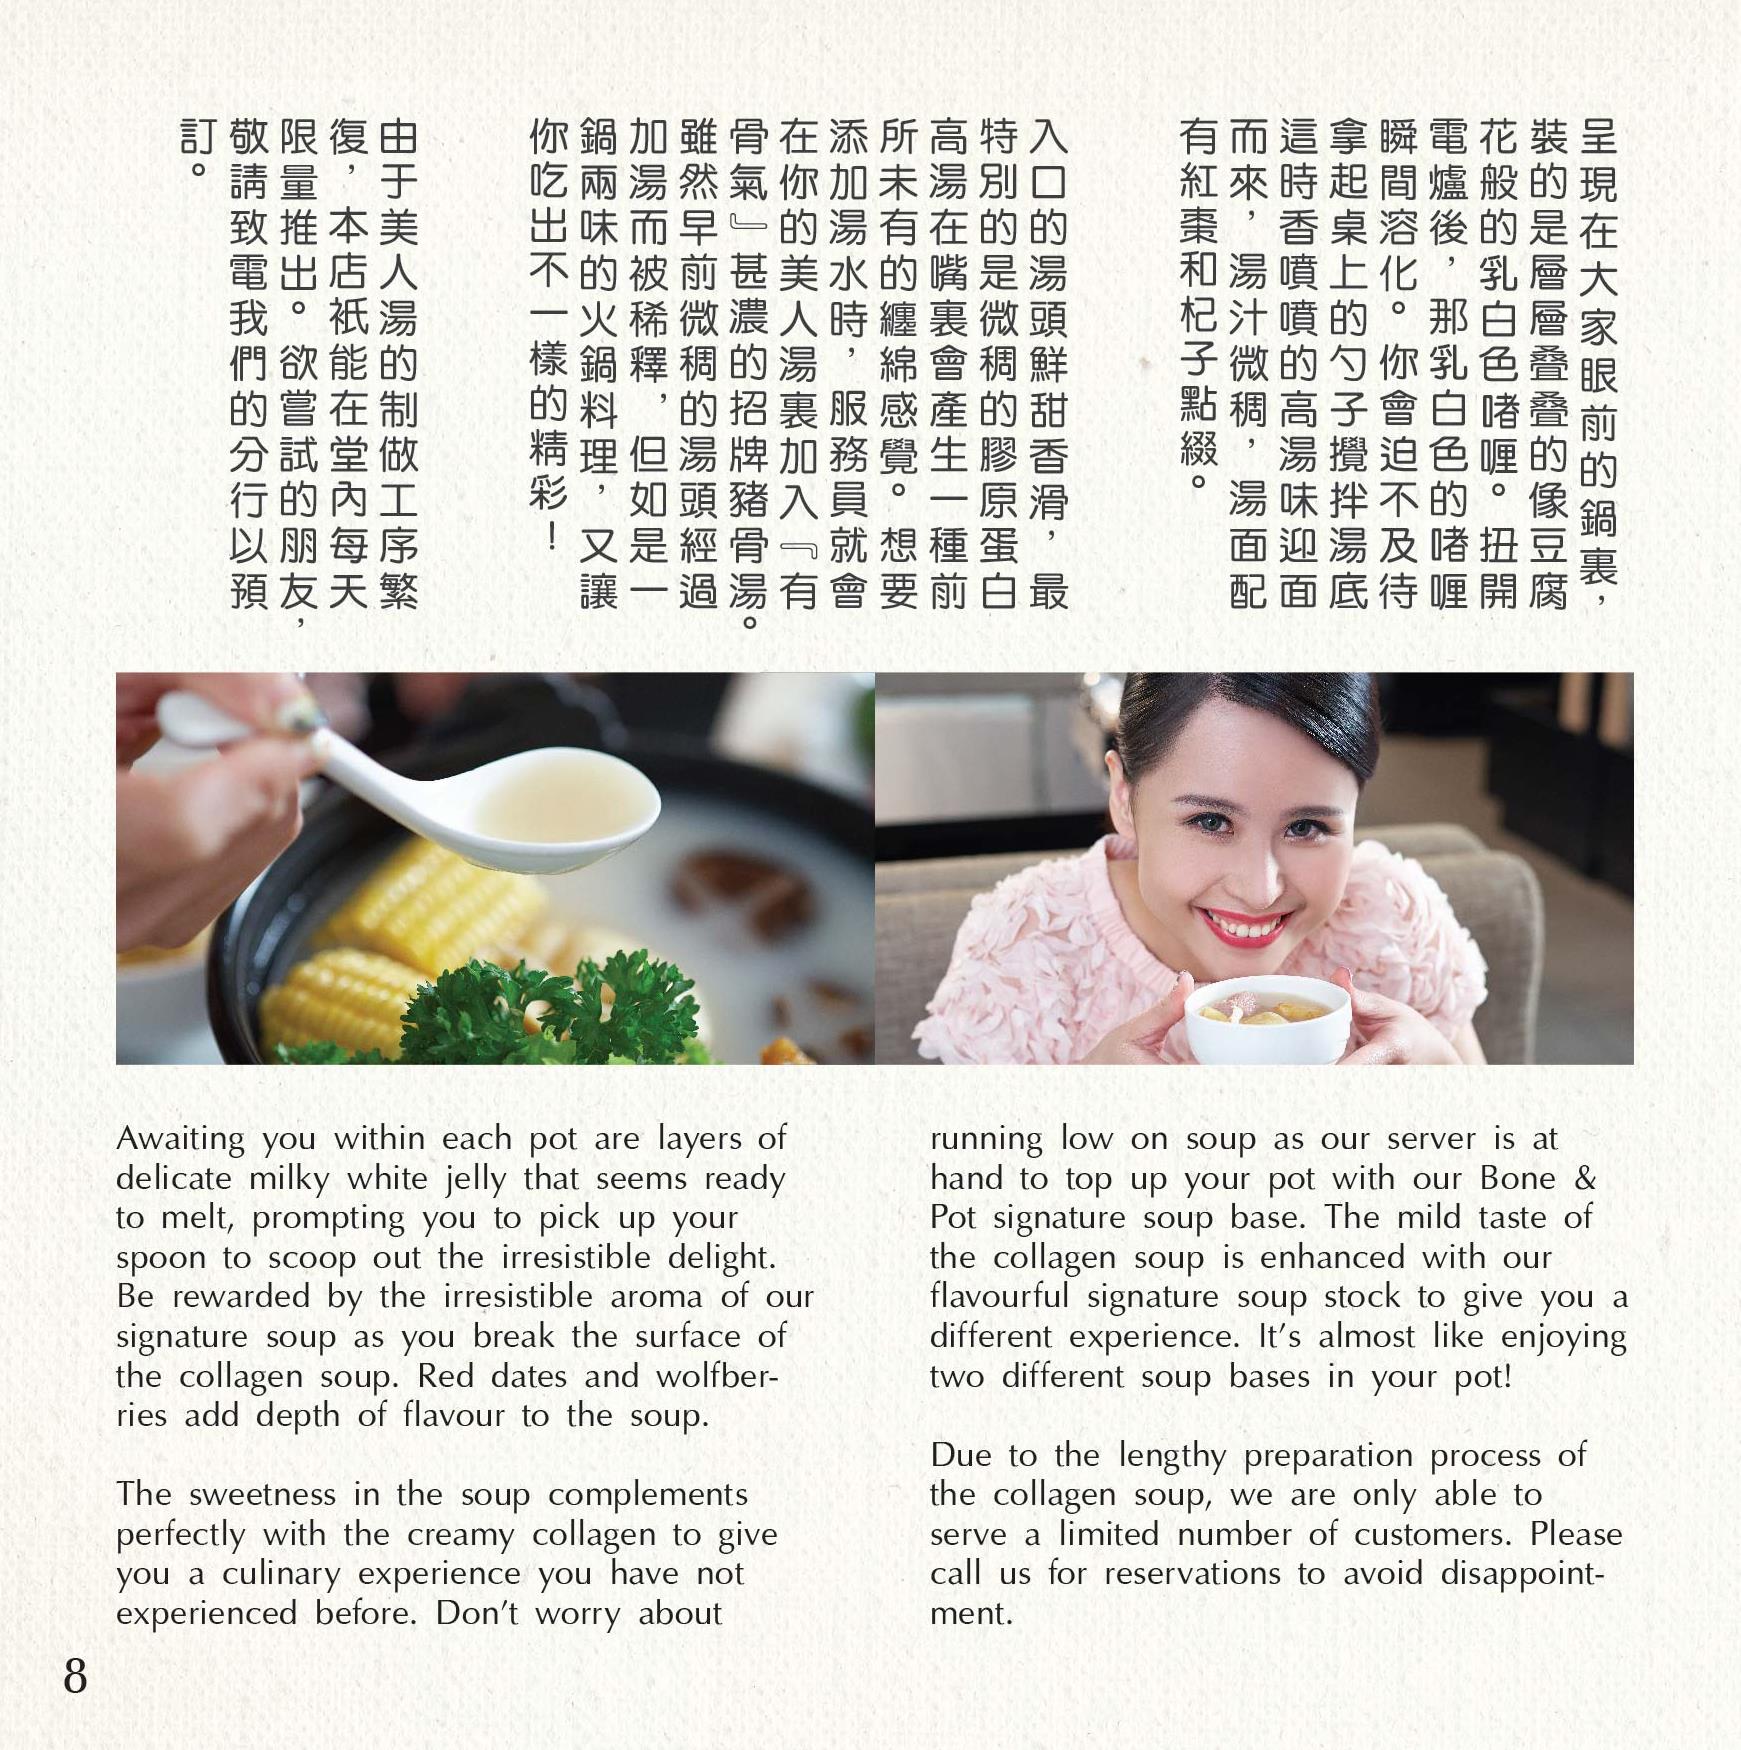 呈現在大家眼前的鍋裏，
裝的是層層叠叠的像豆腐
花般的乳白色啫喱。扭開
電爐後，那乳白色的啫喱
瞬間溶化。你會迫不及待
拿起桌上的勺子攪拌湯底
這時香噴噴的高湯味迎面
而來，湯汁微稠，湯面配
有紅棗和杞子點綴。
入口的湯頭鮮甜香滑，最
特別的是微稠的膠原蛋白
高湯在嘴裏會產生一種前
所未有的纏綿感覺。想要
添加湯水時，服務員就會
在你的美人湯裏加入『有
骨氣』甚濃的招牌豬骨湯。
雖然早前微稠的湯頭經過
加湯而被稀釋，但如是一
鍋兩味的火鍋料理，又讓
你吃出不一樣的精彩！
由于美人湯的制做工序繁
復，本店祇能在堂內每天
限量推出。欲嘗試的朋友，
敬請致電我們的分行以預
訂。
Awaiting you within each pot are layers of
delicate milky white jelly that seems ready
to melt, prompting you to pick up your
spoon to scoop out the irresistible delight.
Be rewarded by the irresistible aroma of our
signature soup as you break the surface of
the collagen soup. Red dates and wolfber-
ries add depth of flavour to the soup.
The sweetness in the soup complements
perfectly with the creamy collagen to give
you a culinary experience you have not
experienced before. Don't worry about
running low on soup as our server is at
hand to top up your pot with our Bone &
Pot signature soup base. The mild taste of
the collagen soup is enhanced with our
flavourful signature soup stock to give you a
different experience. It's almost like enjoying
two different soup bases in your pot!
Due to the lengthy preparation process of
the collagen soup, we are only able to
serve a limited number of customers. Please
call us for reservations to avoid disappoint-
ment.
8